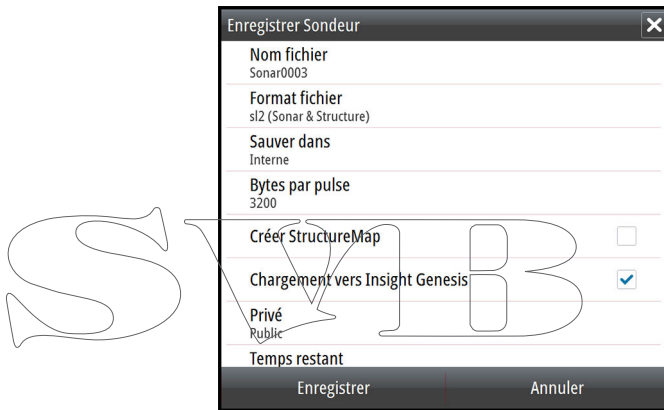 Enregistrer Sondeur
Nom fichier
Sonar0003
Format fichier
sl2 (Sonar & Structure)
Sauver dans
Interne
Bytes par pulse
3200
Créer StructureMap
Chargement vers Insight Genesis
Privé
Public
Temps restant
Enregistrer Annuler
SVB